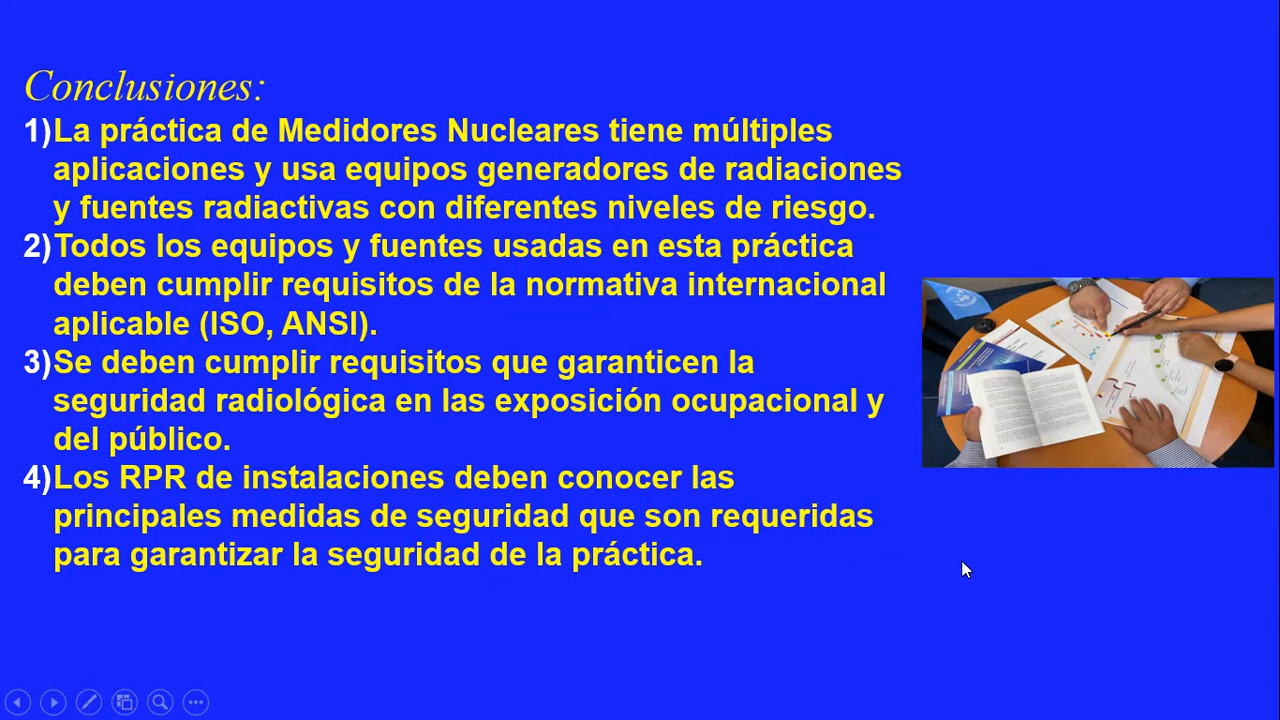 Conclusiones:
1)La práctica de Medidores Nucleares tiene múltiples
aplicaciones y usa equipos generadores de radiaciones
y fuentes radiactivas con diferentes niveles de riesgo.
2)Todos los equipos y fuentes usadas en esta práctica
deben cumplir requisitos de la normativa internacional
aplicable (ISO, ANSI).
3)Se deben cumplir requisitos que garanticen la
seguridad radiológica en las exposición ocupacional y
del público.
4)Los RPR de instalaciones deben conocer las
principales medidas de seguridad que son requeridas
para garantizar la seguridad de la práctica.